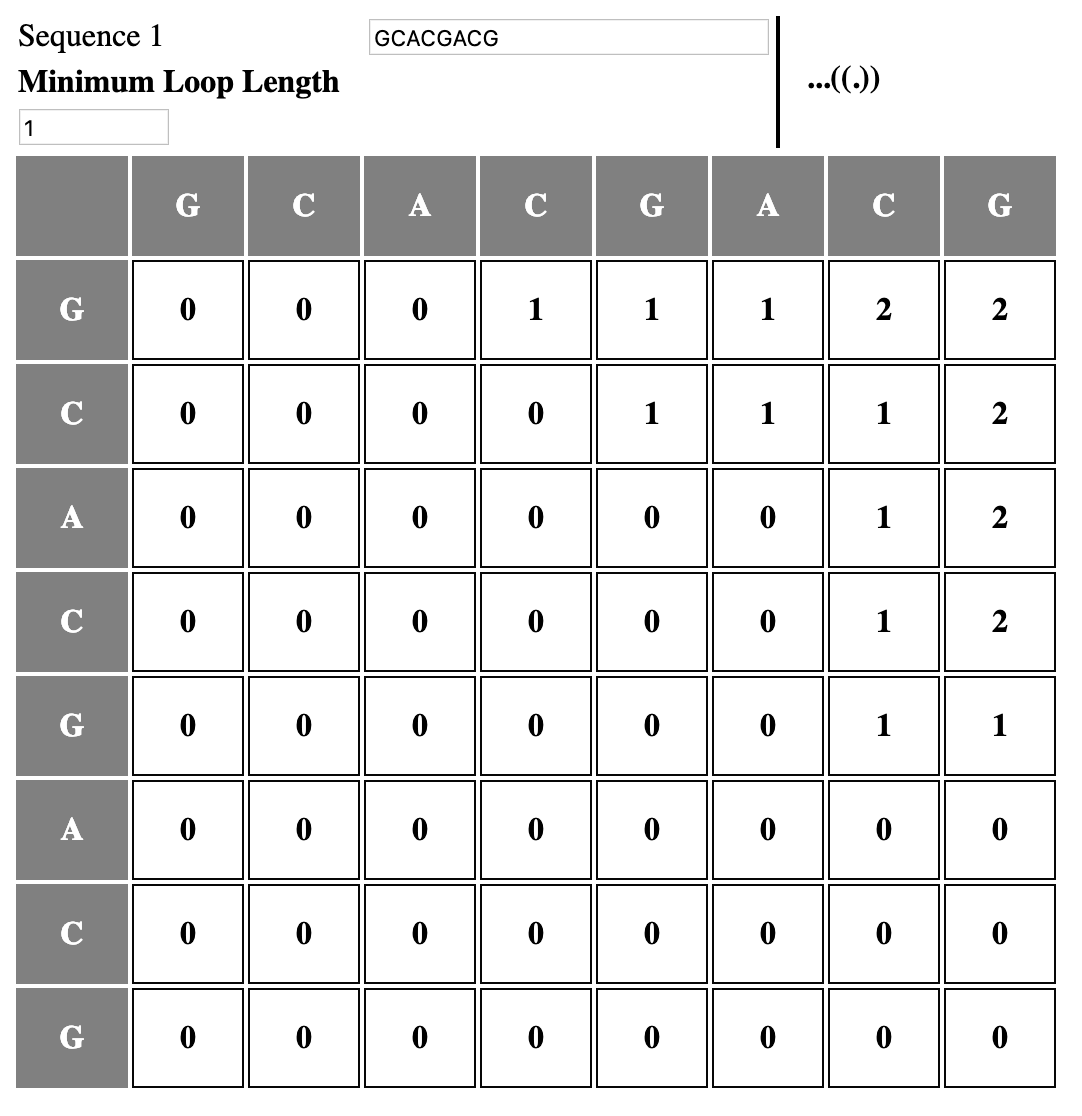 Sequence 1 GCACGACG
Minimum Loop Length ...((.))
1
G C A C G A C G
G 0 0 0 1 1 1 2 2
C 0 0 0 0 1 1 1 2
A 0 0 0 0 0 0 1 2
C 0 0 0 0 0 0 1 2
G 0 0 0 0 0 0 1 1
A 0 0 0 0 0 0 0 0
C 0 0 0 0 0 0 0 0
G 0 0 0 0 0 0 0 0